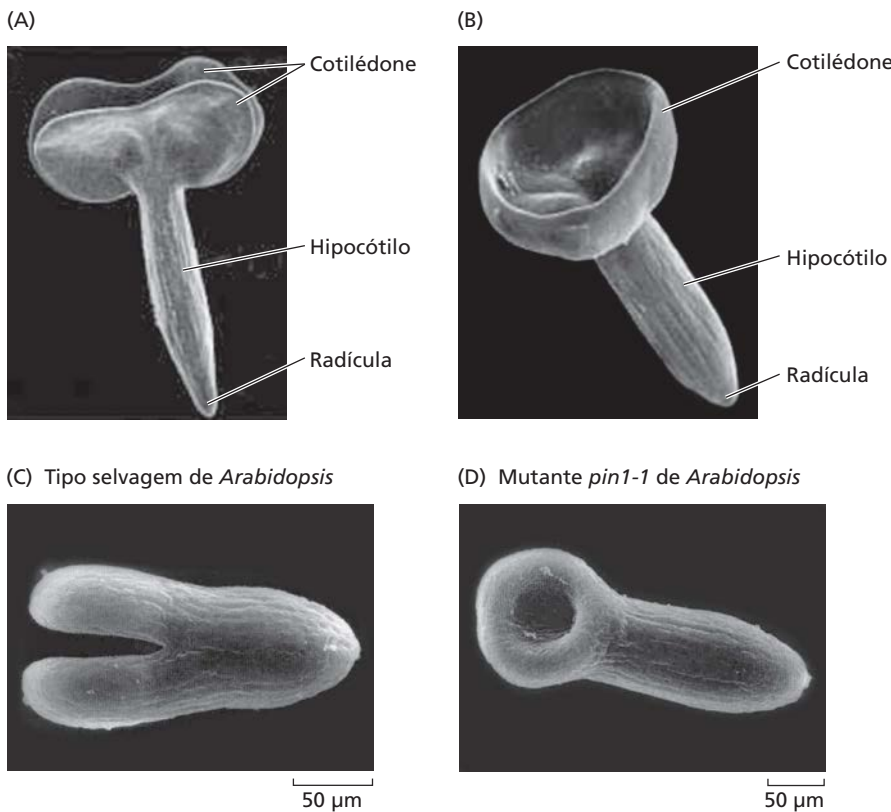 (A)
Cotilédone
Hipocótilo
Radícula
(B)
Cotilédone
Hipocótilo
Radícula
(C) Tipo selvagem de Arabidopsis
50 μm
(D) Mutante pin1-1 de Arabidopsis
50 μm